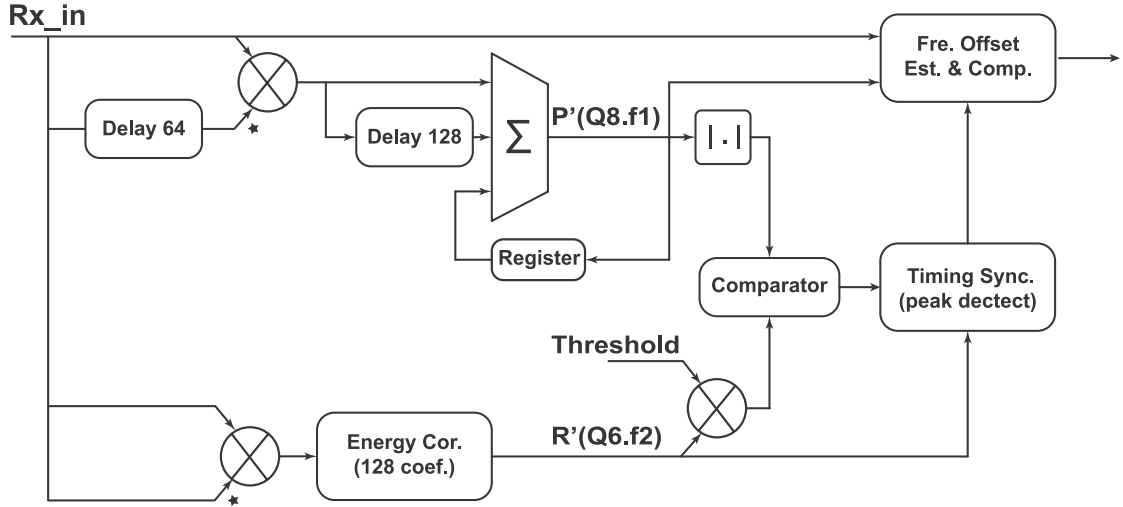 Rx_in
Fre. Offset
Est. & Comp.
Delay 64
Delay 128
Σ
P’(Q8.f1)
|.|
Register
Comparator
Timing Sync.
(peak dectect)
Threshold
Energy Cor.
(128 coef.)
R’(Q6.f2)